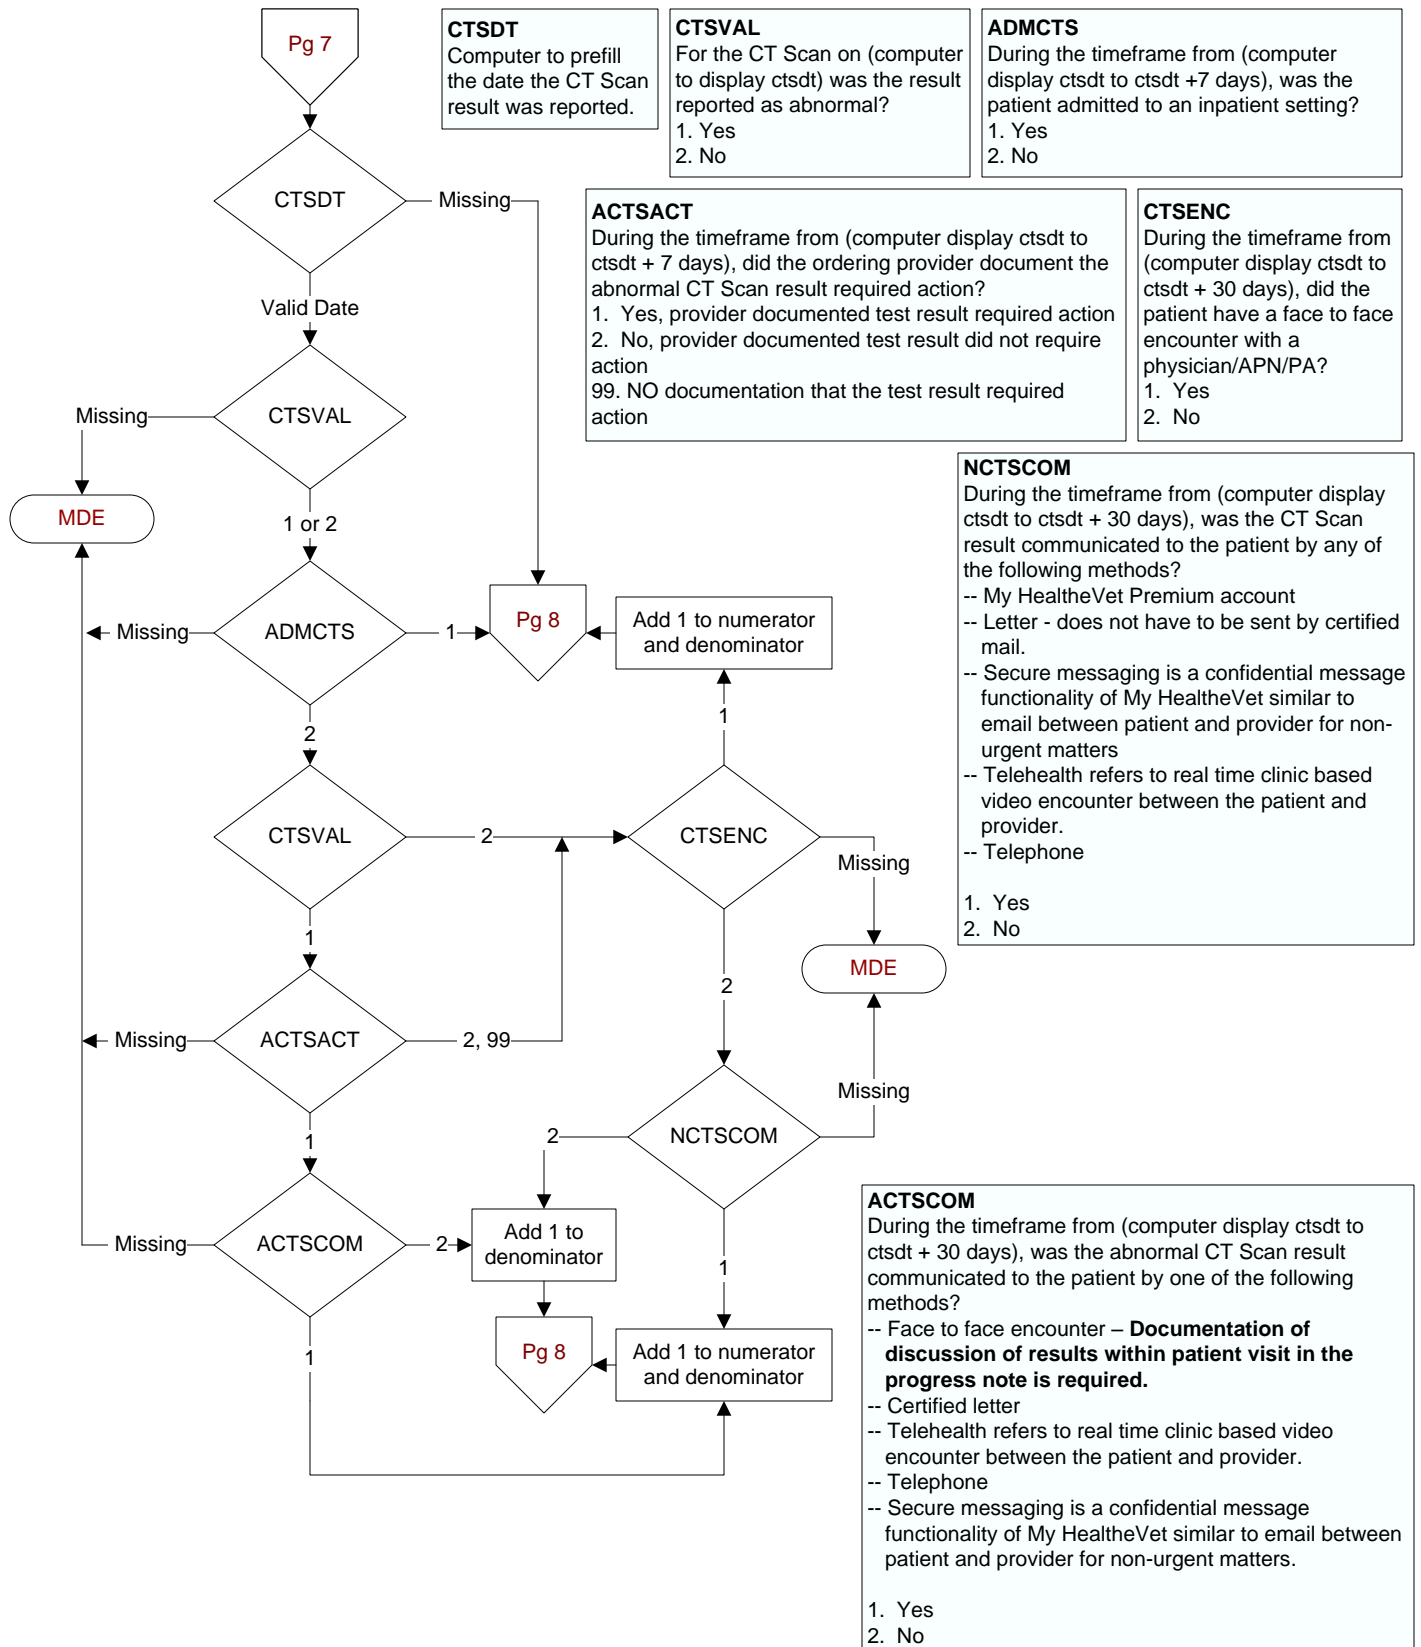 Pg 7
CTSDT
Computer to prefill
the date the CT Scan
result was reported.
CTSVAL
For the CT Scan on (computer
to display ctsdt) was the result
reported as abnormal?
1. Yes
2. No
ADMCTS
During the timeframe from (computer
display ctsdt to ctsdt +7 days), was the
patient admitted to an inpatient setting?
1. Yes
2. No
CTSDT
Missing
Valid Date
ACTSACT
During the timeframe from (computer display ctsdt to
ctsdt + 7 days), did the ordering provider document the
abnormal CT Scan result required action?
1.  Yes, provider documented test result required action
2.  No, provider documented test result did not require
action
99. NO documentation that the test result required
action
CTSENC
During the timeframe from
(computer display ctsdt to
ctsdt + 30 days), did the
patient have a face to face
encounter with a
physician/APN/PA?
1.  Yes
2.  No
CTSVAL
Missing
MDE
1 or 2
NCTSCOM
During the timeframe from (computer display
ctsdt to ctsdt + 30 days), was the CT Scan
result communicated to the patient by any of
the following methods?
-- My HealtheVet Premium account
-- Letter - does not have to be sent by certified
mail.
-- Secure messaging is a confidential message
functionality of My HealtheVet similar to
email between patient and provider for non-
urgent matters
-- Telehealth refers to real time clinic based
video encounter between the patient and
provider.
-- Telephone
1.  Yes
2.  No
Missing
ADMCTS
1
Pg 8
Add 1 to numerator
and denominator
2
1
CTSVAL
2
CTSENC
Missing
1
MDE
2
Missing
ACTSACT
2, 99
Missing
1
2
NCTSCOM
Missing
ACTSCOM
2
Add 1 to
denominator
1
1
Pg 8
Add 1 to numerator
and denominator
ACTSCOM
During the timeframe from (computer display ctsdt to
ctsdt + 30 days), was the abnormal CT Scan result
communicated to the patient by one of the following
methods?
-- Face to face encounter – Documentation of
discussion of results within patient visit in the
progress note is required.
-- Certified letter
-- Telehealth refers to real time clinic based video
encounter between the patient and provider.
-- Telephone
-- Secure messaging is a confidential message
functionality of My HealtheVet similar to email between
patient and provider for non-urgent matters.
1.  Yes
2.  No